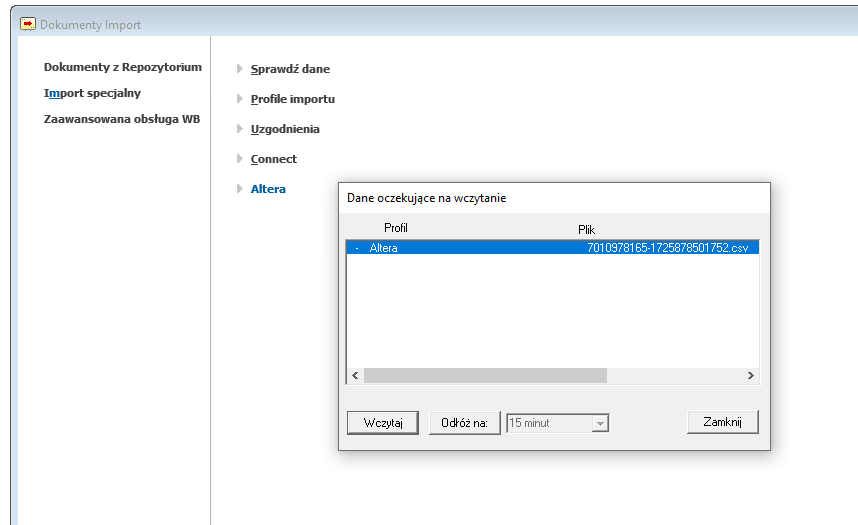 Dokumenty Import
Dokumenty z Repozytorium
Import specjalny
Zaawansowana obsługa WB
Sprawdź dane
Profile importu
Uzgodnienia
Connect
Altera
Dane oczekujące na wczytanie
Profil Plik
- Altera 7010978165-1725878501752.csv
Wczytaj Odłóż na: 15 minut Zamknij